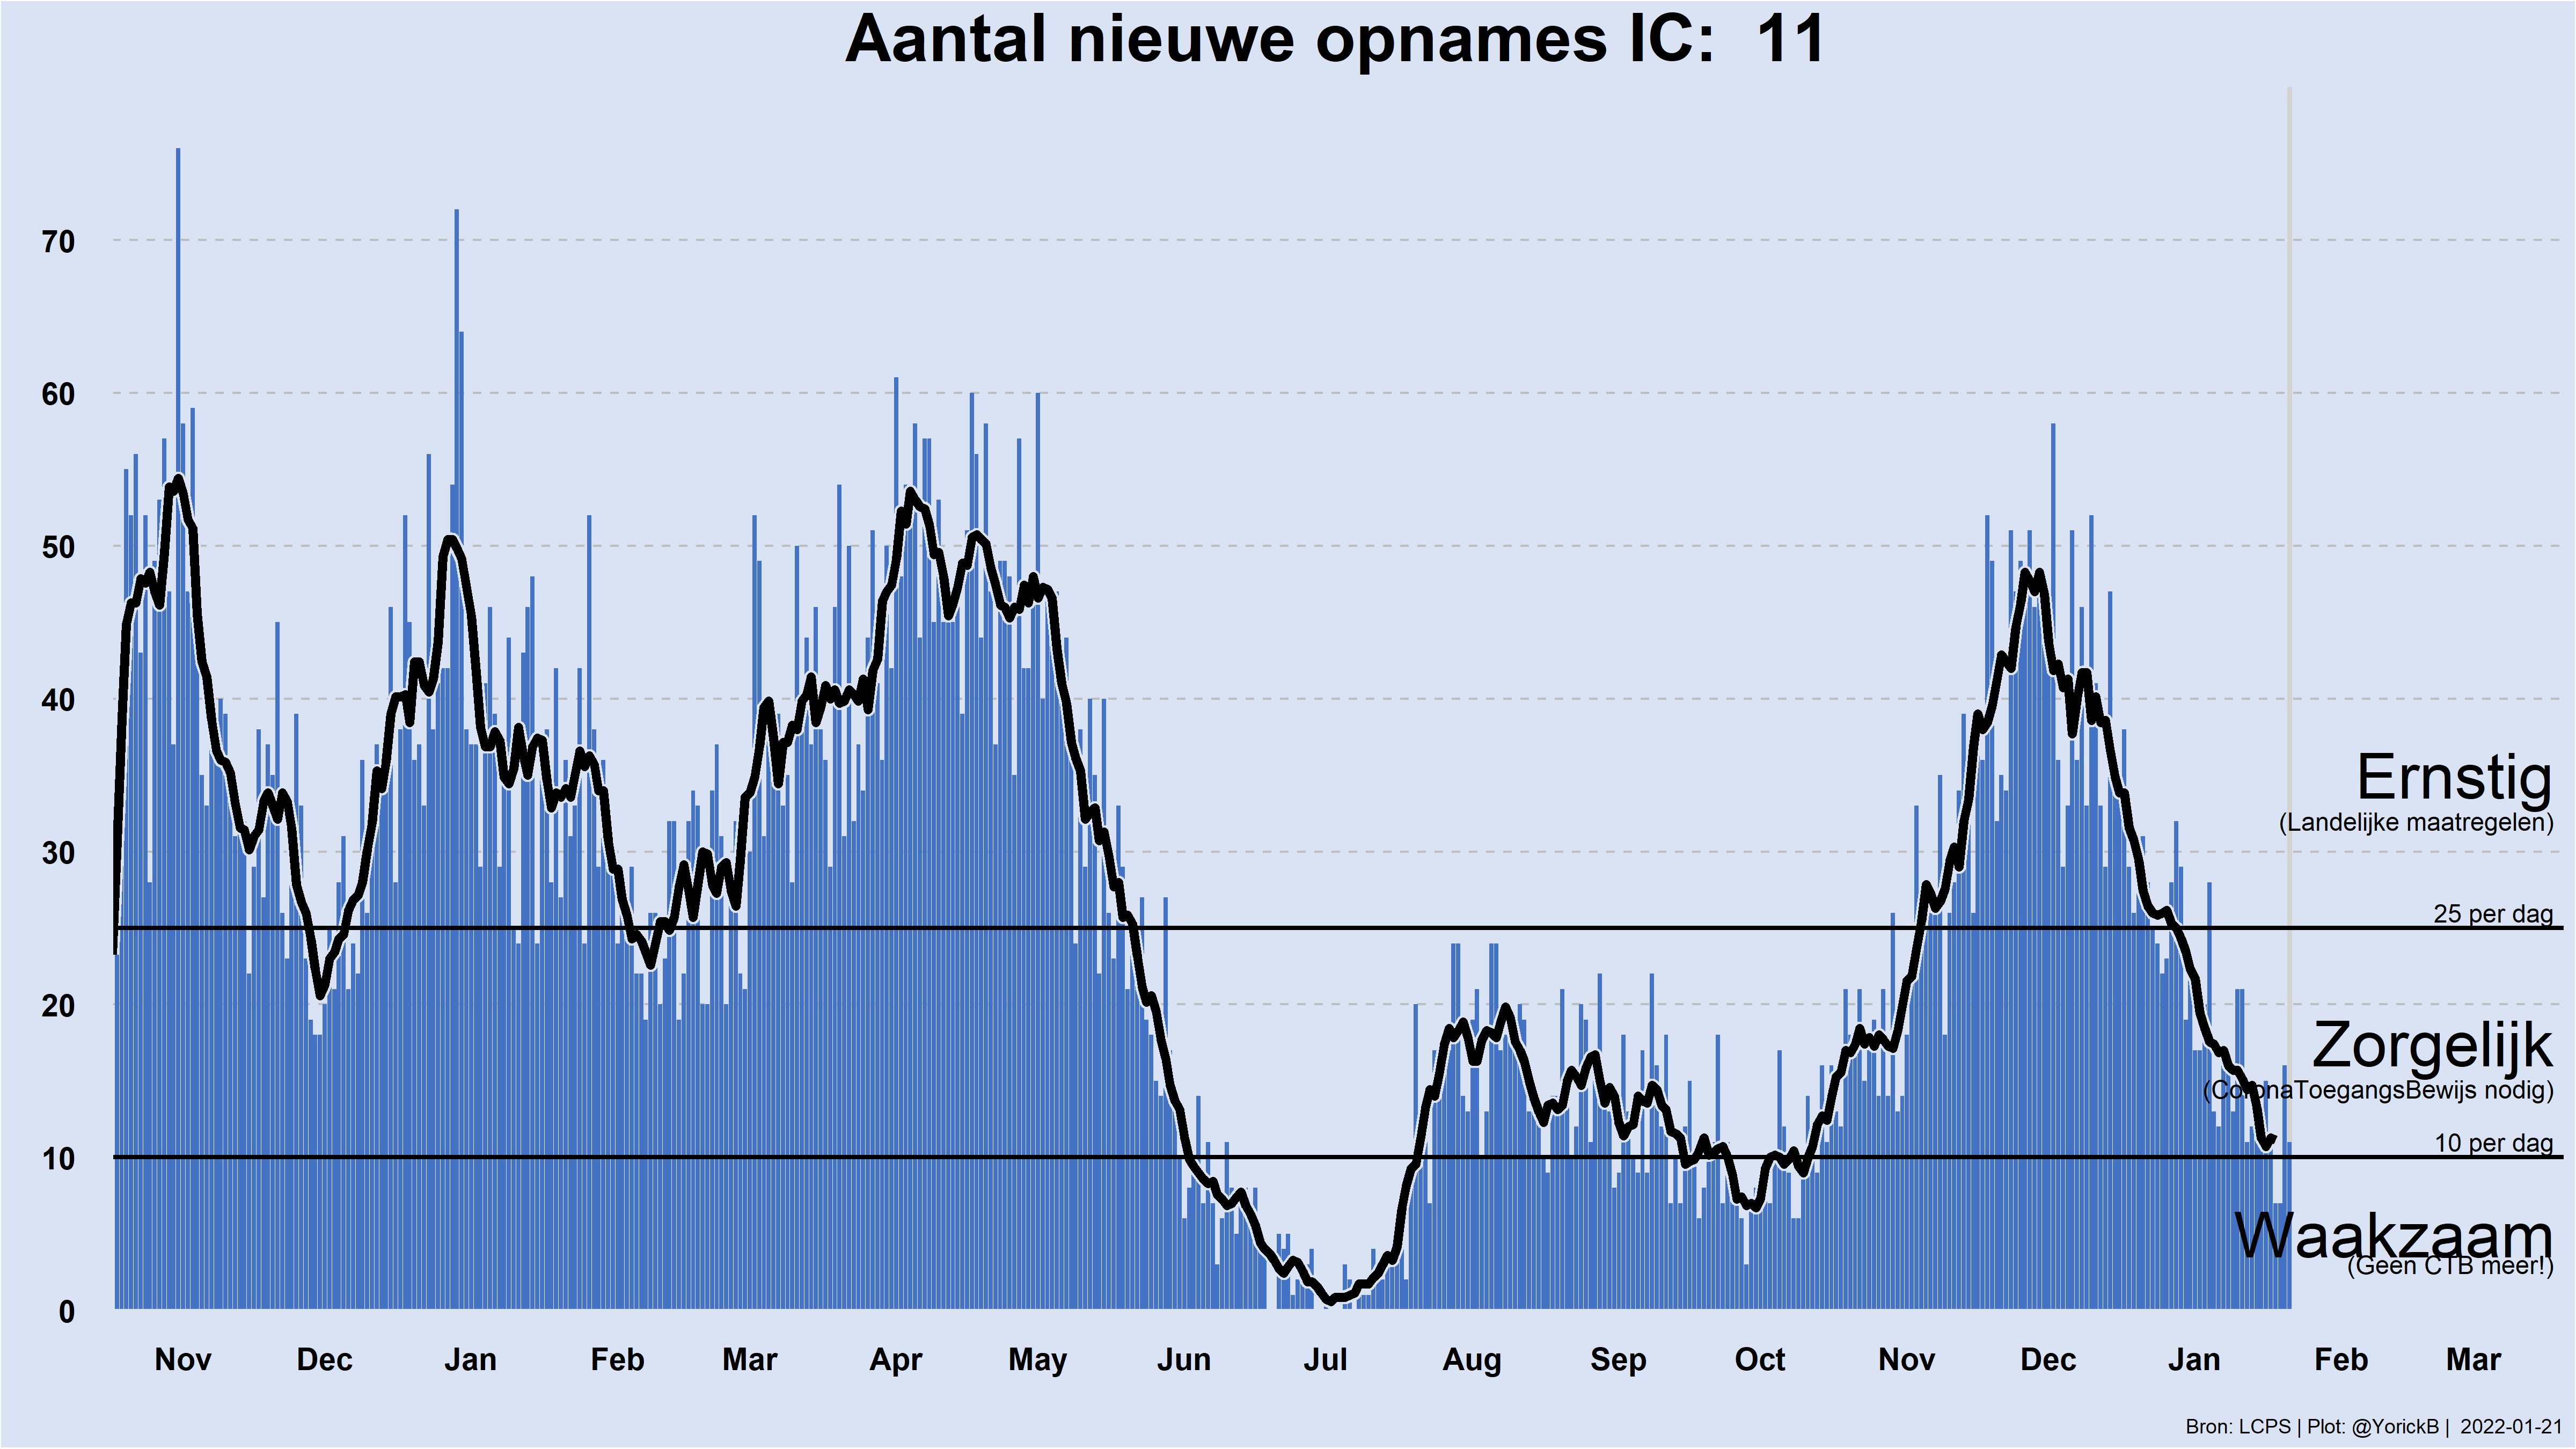 Aantal nieuwe opnames IC:  11
70
60
50
40
Ernstig
(Landelijke maatregelen)
30
25 per dag
20
Zorgelijk
(CoronaToegangsBewijs nodig)
10 per dag
10
Waakzaam
(Geen CTB meer!)
0
Nov Dec Jan Feb Mar Apr May Jun Jul Aug Sep Oct Nov Dec Jan Feb Mar
Bron: LCPS | Plot: @YorickB |  2022-01-21